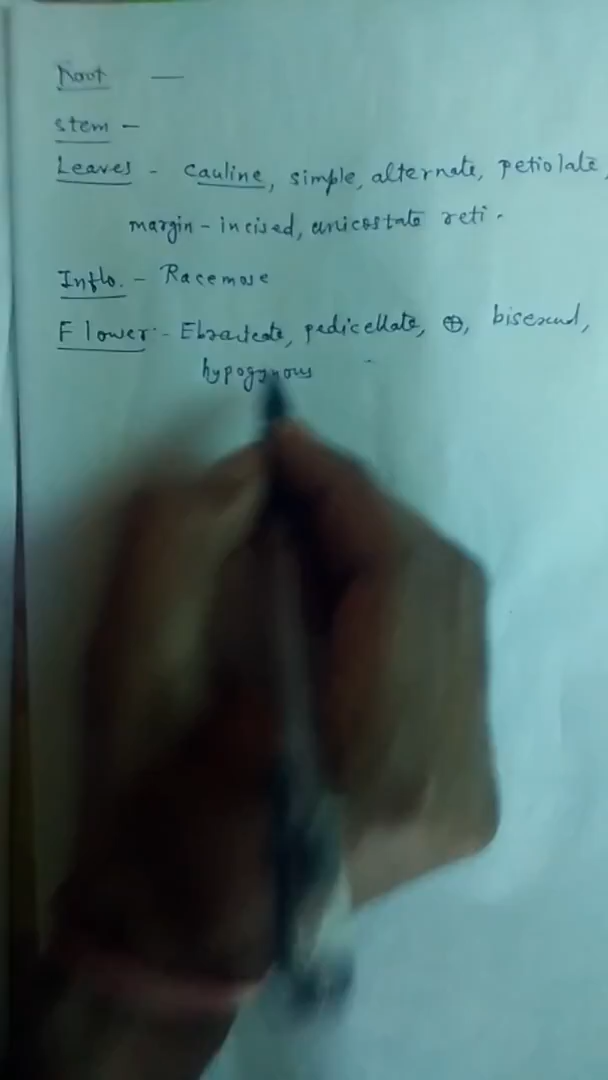 Root —
Stem -
Leaves - cauline, simple, alternate, petiolate,
margin - incised, unicostate reti.
Inflo. - Racemose
Flower - Ebracteate, pedicellate, ⊕, bisexual,
hypogynous